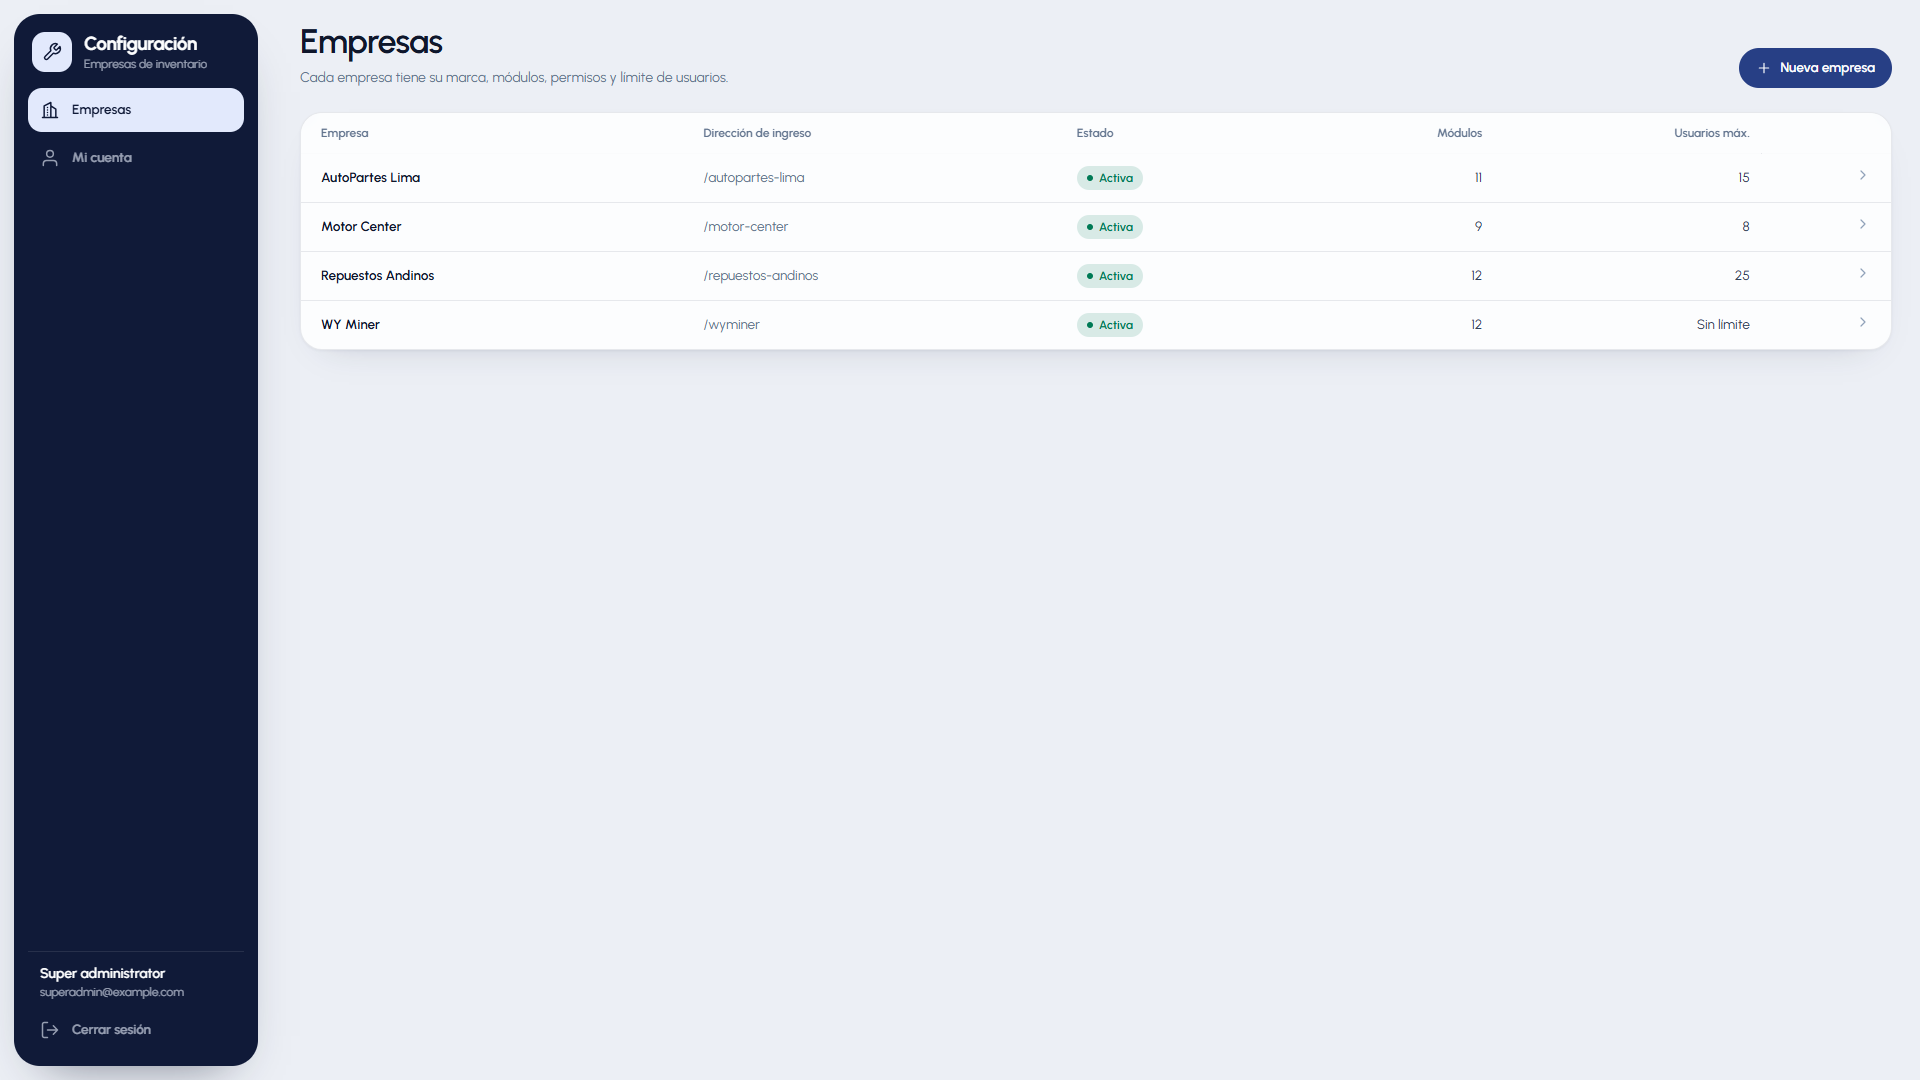 Configuración
Empresas de inventario
Empresas
Mi cuenta
Super administrator
superadmin@example.com
Cerrar sesión
Empresas
Cada empresa tiene su marca, módulos, permisos y límite de usuarios.
Nueva empresa
Empresa Dirección de ingreso Estado Módulos Usuarios máx.
AutoPartes Lima /autopartes-lima Activa 11 15
Motor Center /motor-center Activa 9 8
Repuestos Andinos /repuestos-andinos Activa 12 25
WY Miner /wyminer Activa 12 Sin límite